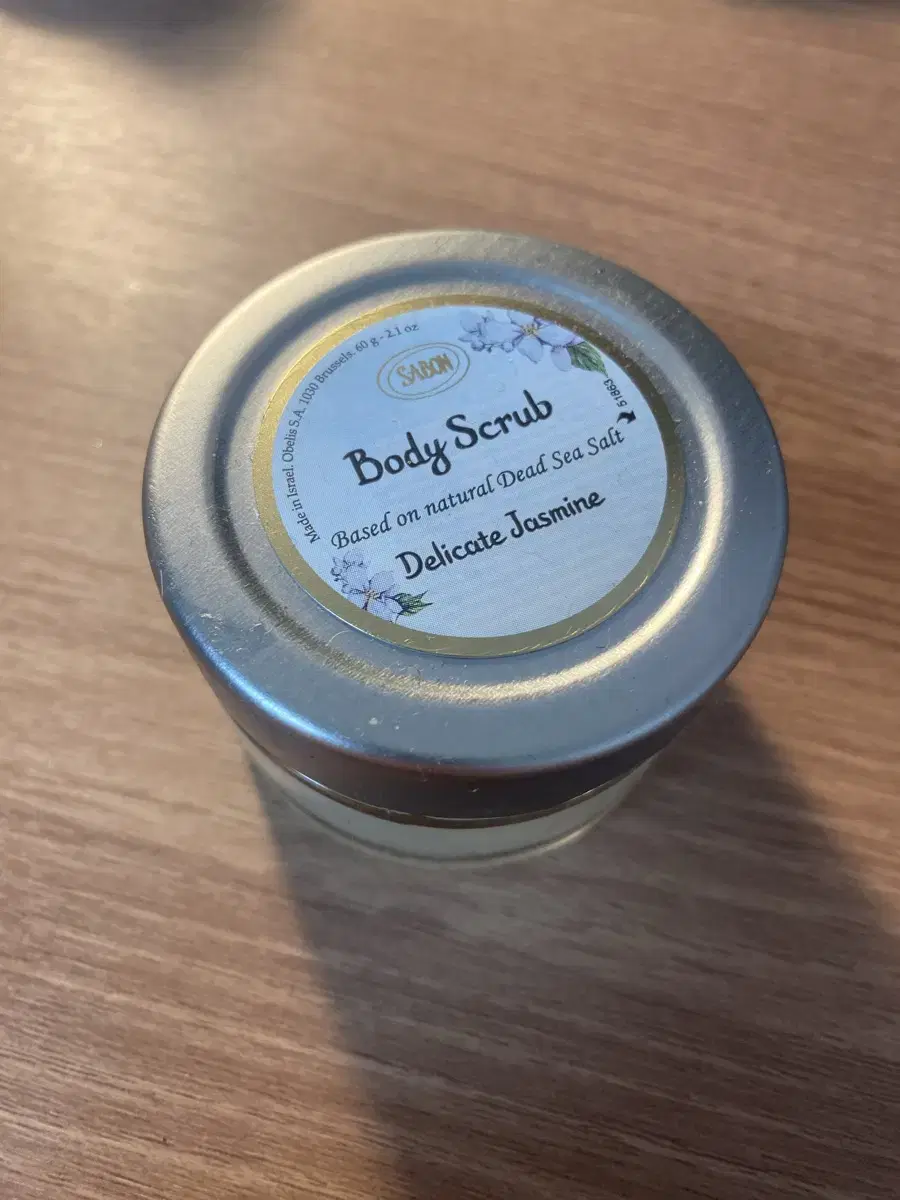 Made in Israel. Obelis S.A. 1030 Brussels. 60 g - 2.1 oz
SABON
51863
Body Scrub
Based on natural Dead Sea Salt
Delicate Jasmine